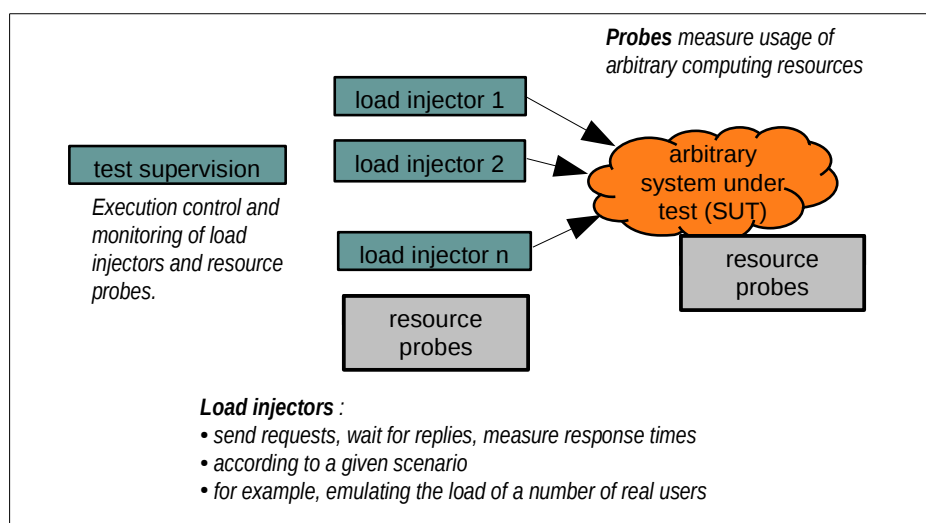 Probes measure usage of
arbitrary computing resources
load injector 1
load injector 2
load injector n
test supervision
Execution control and
monitoring of load
injectors and resource
probes.
arbitrary
system under
test (SUT)
resource
probes
resource
probes
Load injectors :
• send requests, wait for replies, measure response times
• according to a given scenario
• for example, emulating the load of a number of real users